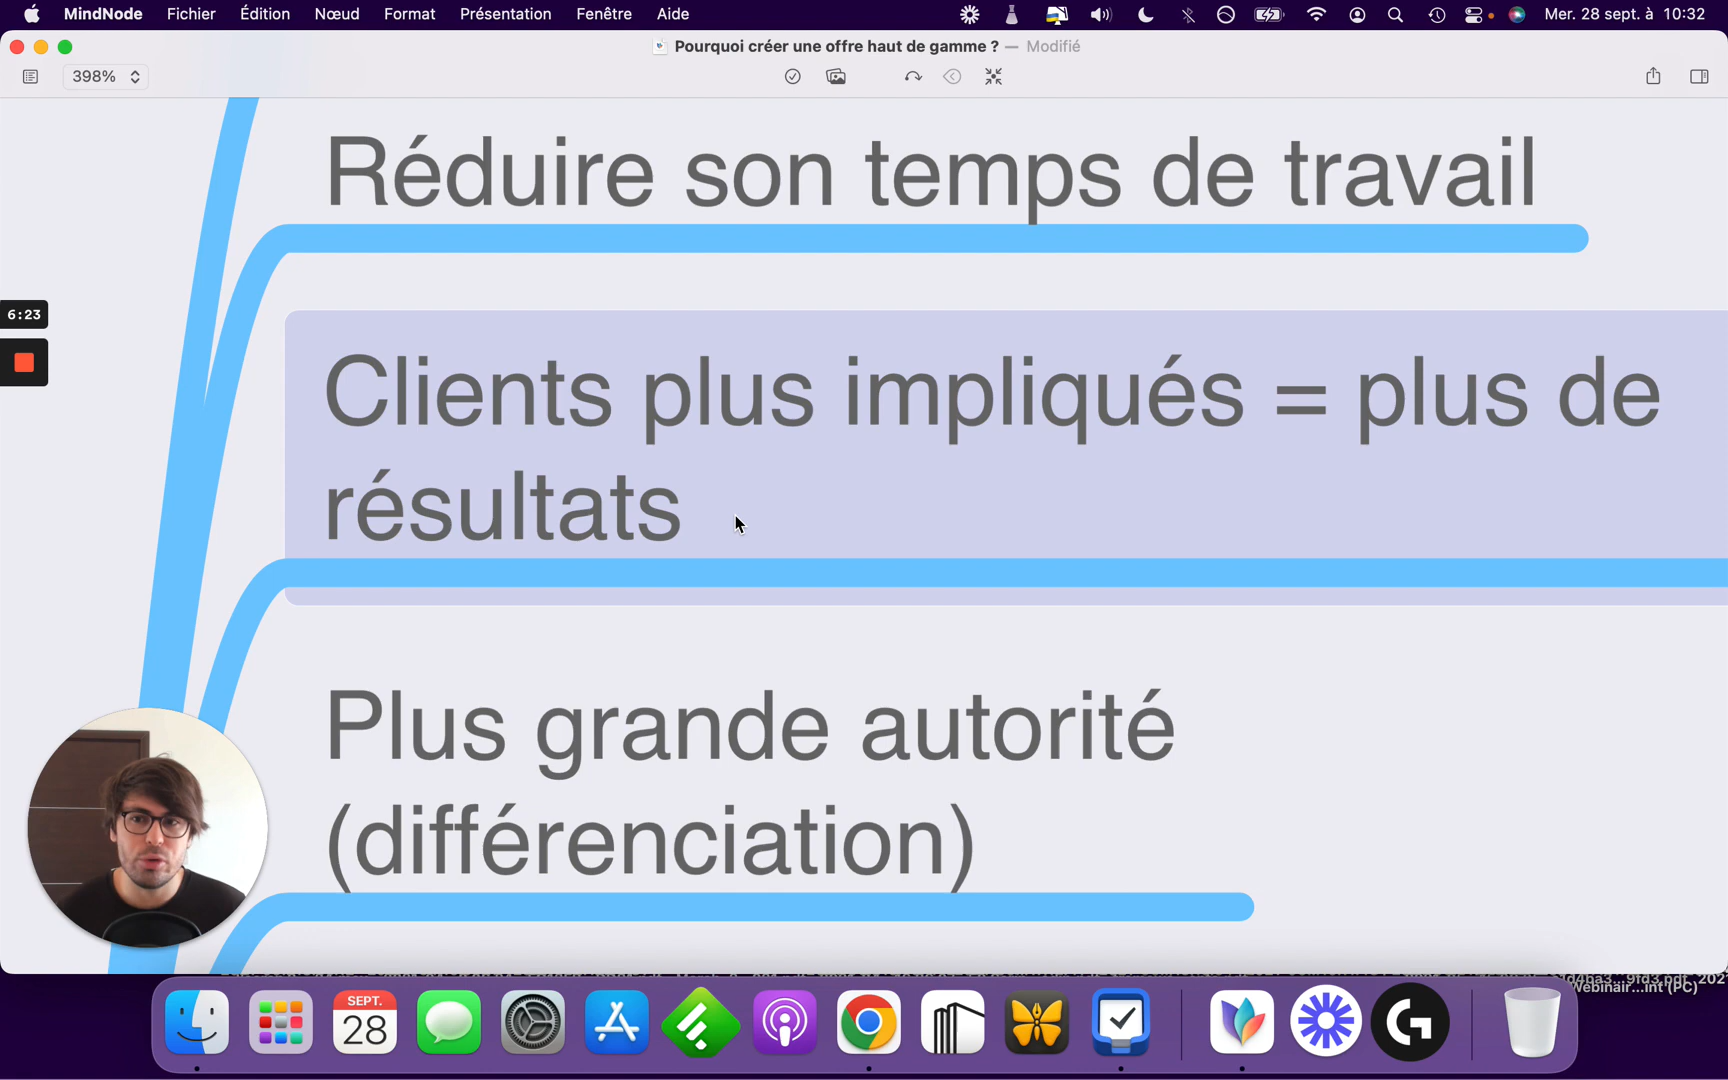 MindNode Fichier Édition Nœud Format Présentation Fenêtre Aide Mer. 28 sept. à 10:32
Pourquoi créer une offre haut de gamme ? — Modifié
398%
Réduire son temps de travail
6:23
Clients plus impliqués = plus de
résultats
Plus grande autorité
(différenciation)
SEPT.
28